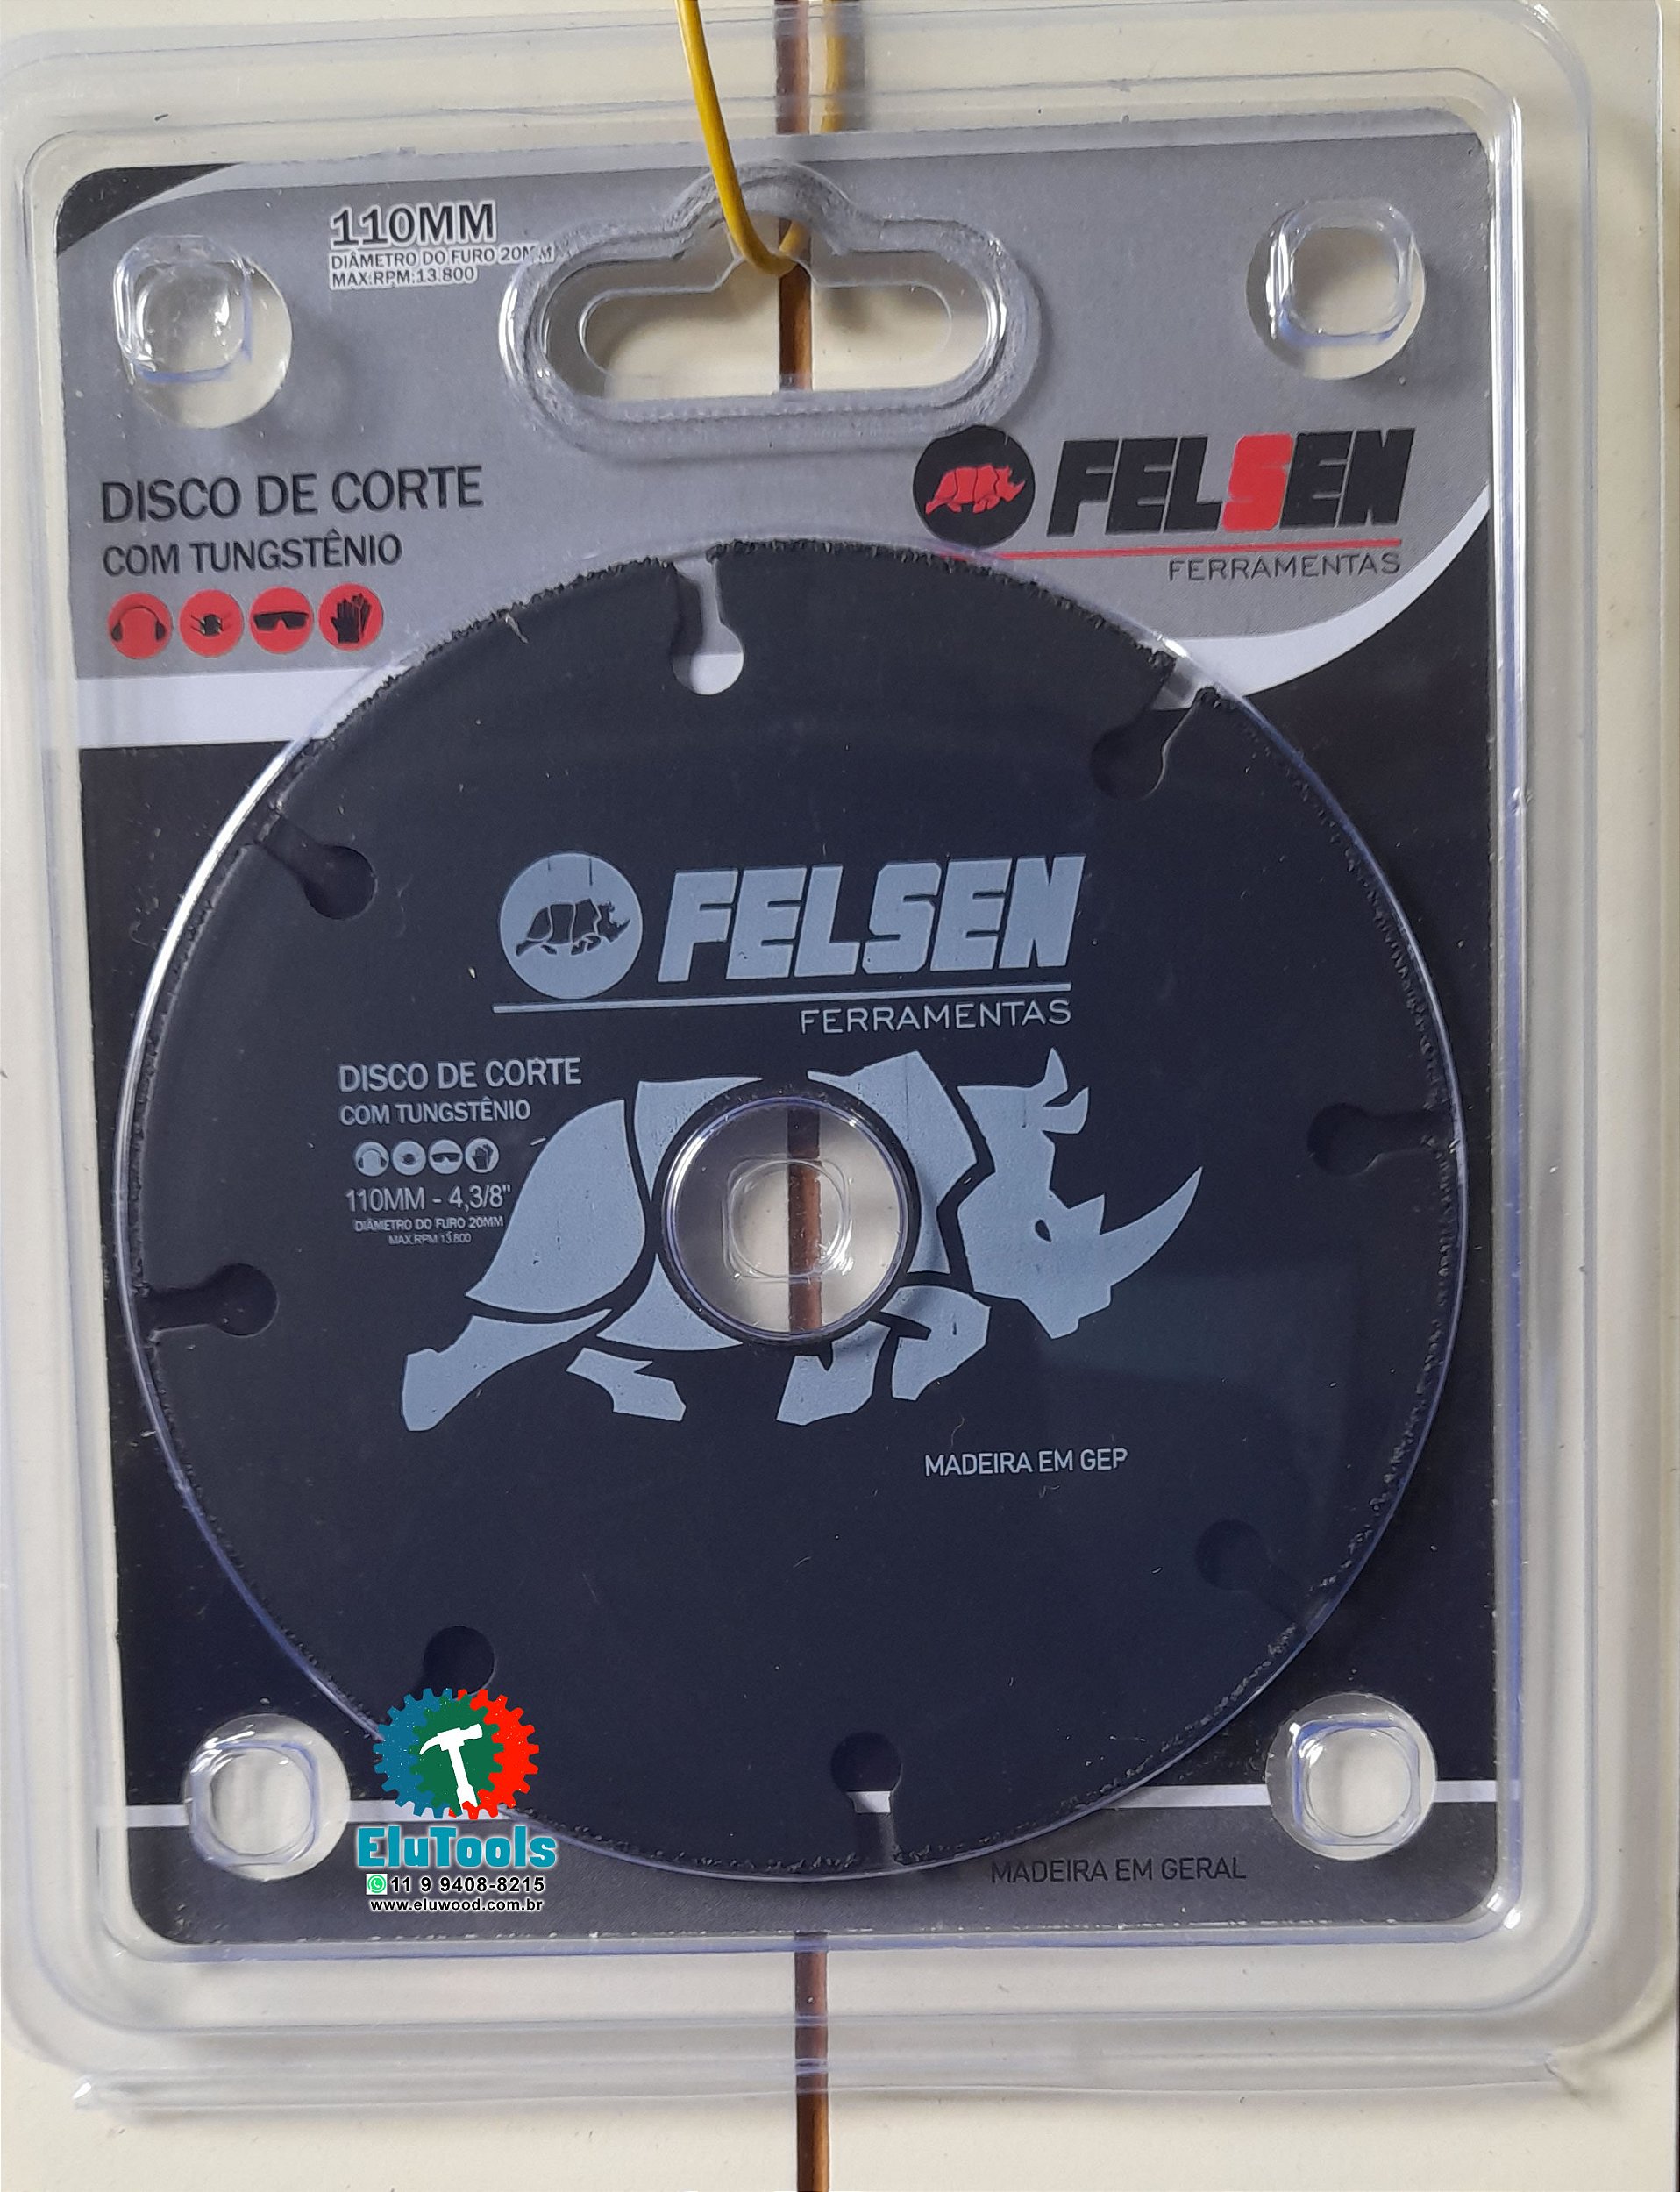 110MM
DIÂMETRO DO FURO 20MM
MAX:RPM:13.800
DISCO DE CORTE
COM TUNGSTÊNIO
FELSEN
FERRAMENTAS
FELSEN
FERRAMENTAS
DISCO DE CORTE
COM TUNGSTÊNIO
110MM - 4,3/8"
DIÂMETRO DO FURO 20MM
MAX.RPM 13.800
MADEIRA EM GEP
MADEIRA EM GERAL
EluTools
11 9 9408-8215
www.eluwood.com.br